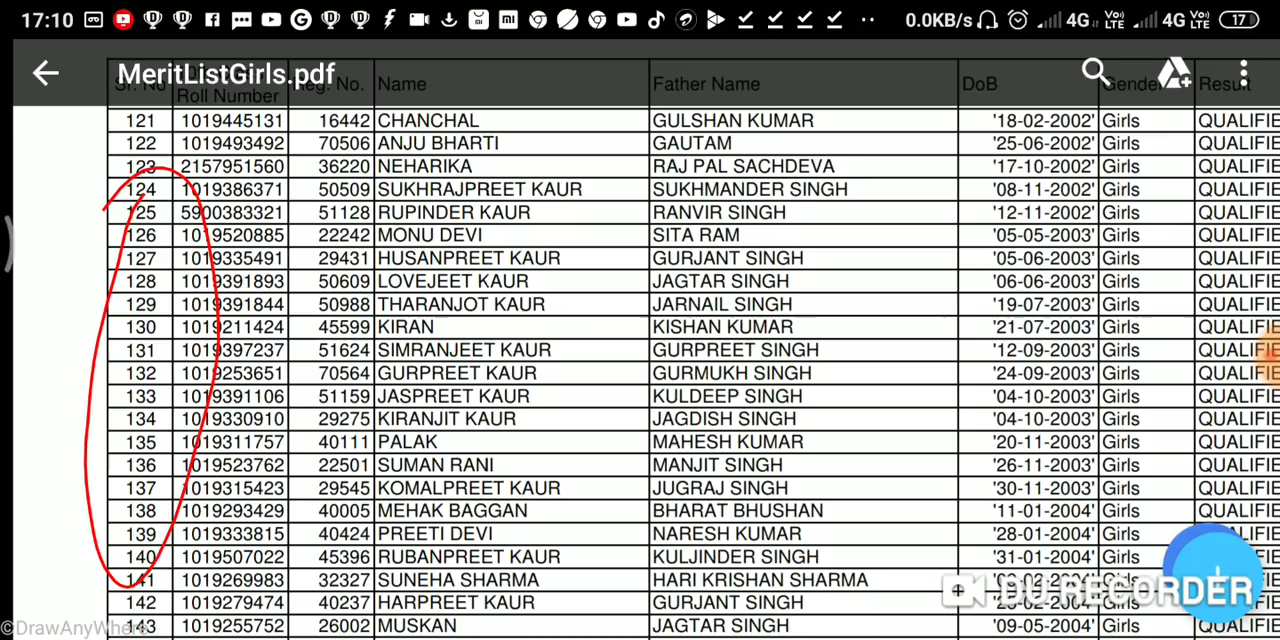 17:10 0.0KB/s 4G VoLTE 4G VoLTE 17
MeritListGirls.pdf
Sr. No Roll Number Reg. No. Name Father Name DoB Gender Result
121 1019445131 16442 CHANCHAL GULSHAN KUMAR '18-02-2002' Girls QUALIFIE
122 1019493492 70506 ANJU BHARTI GAUTAM '25-06-2002' Girls QUALIFIE
123 2157951560 36220 NEHARIKA RAJ PAL SACHDEVA '17-10-2002' Girls QUALIFIE
124 1019386371 50509 SUKHRAJPREET KAUR SUKHMANDER SINGH '08-11-2002' Girls QUALIFIE
125 5900383321 51128 RUPINDER KAUR RANVIR SINGH '12-11-2002' Girls QUALIFIE
126 1019520885 22242 MONU DEVI SITA RAM '05-05-2003' Girls QUALIFIE
127 1019335491 29431 HUSANPREET KAUR GURJANT SINGH '05-06-2003' Girls QUALIFIE
128 1019391893 50609 LOVEJEET KAUR JAGTAR SINGH '06-06-2003' Girls QUALIFIE
129 1019391844 50988 THARANJOT KAUR JARNAIL SINGH '19-07-2003' Girls QUALIFIE
130 1019211424 45599 KIRAN KISHAN KUMAR '21-07-2003' Girls QUALIFIE
131 1019397237 51624 SIMRANJEET KAUR GURPREET SINGH '12-09-2003' Girls QUALIFIE
132 1019253651 70564 GURPREET KAUR GURMUKH SINGH '24-09-2003' Girls QUALIFIE
133 1019391106 51159 JASPREET KAUR KULDEEP SINGH '04-10-2003' Girls QUALIFIE
134 1019330910 29275 KIRANJIT KAUR JAGDISH SINGH '04-10-2003' Girls QUALIFIE
135 1019311757 40111 PALAK MAHESH KUMAR '20-11-2003' Girls QUALIFIE
136 1019523762 22501 SUMAN RANI MANJIT SINGH '26-11-2003' Girls QUALIFIE
137 1019315423 29545 KOMALPREET KAUR JUGRAJ SINGH '30-11-2003' Girls QUALIFIE
138 1019293429 40005 MEHAK BAGGAN BHARAT BHUSHAN '11-01-2004' Girls QUALIFIE
139 1019333815 40424 PREETI DEVI NARESH KUMAR '28-01-2004' Girls QUALIFIE
140 1019507022 45396 RUBANPREET KAUR KULJINDER SINGH '31-01-2004' Girls QUALIFIE
141 1019269983 32327 SUNEHA SHARMA HARI KRISHAN SHARMA
142 1019279474 40237 HARPREET KAUR GURJANT SINGH
143 1019255752 26002 MUSKAN JAGTAR SINGH '09-05-2004' Girls QUALIFIE
DU RECORDER
©DrawAnyWhere